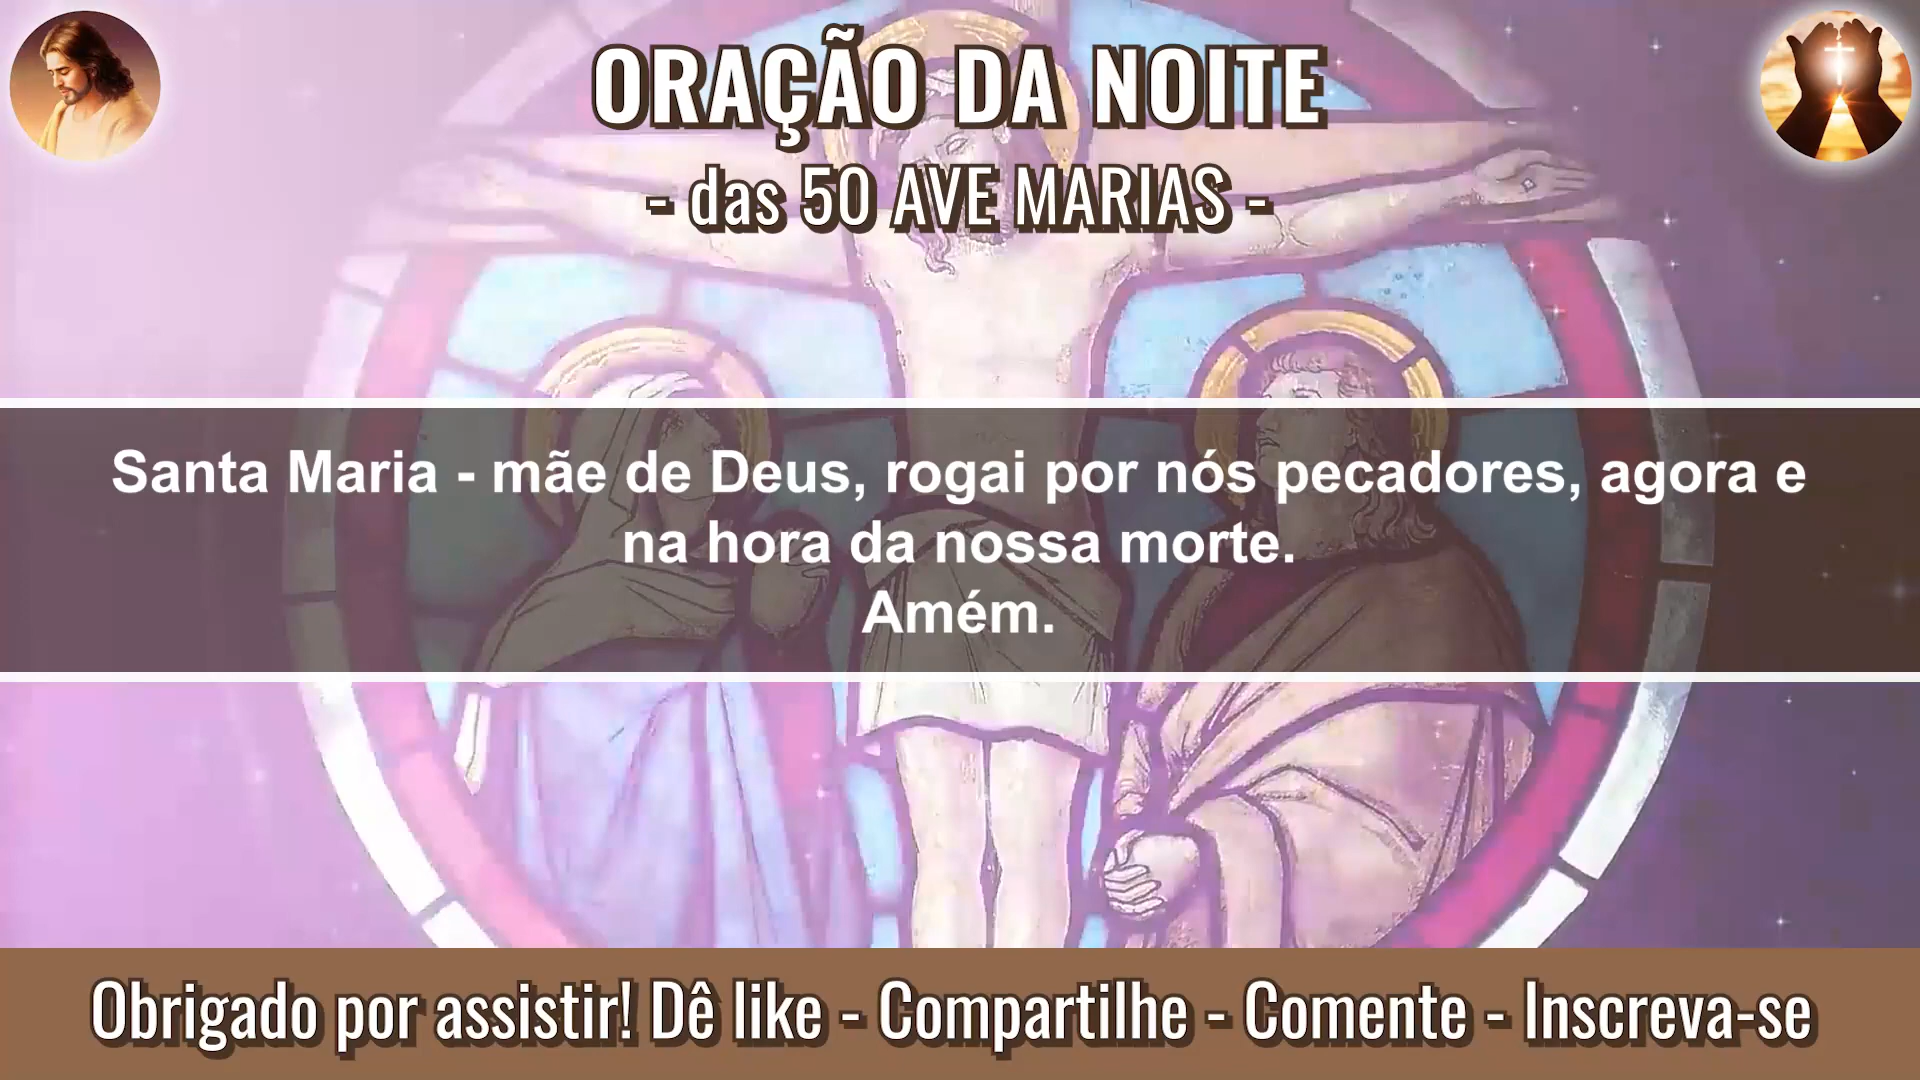 ORAÇÃO DA NOITE
- das 50 AVE MARIAS -
Santa Maria - mãe de Deus, rogai por nós pecadores, agora e
na hora da nossa morte.
Amém.
Obrigado por assistir! Dê like - Compartilhe - Comente - Inscreva-se